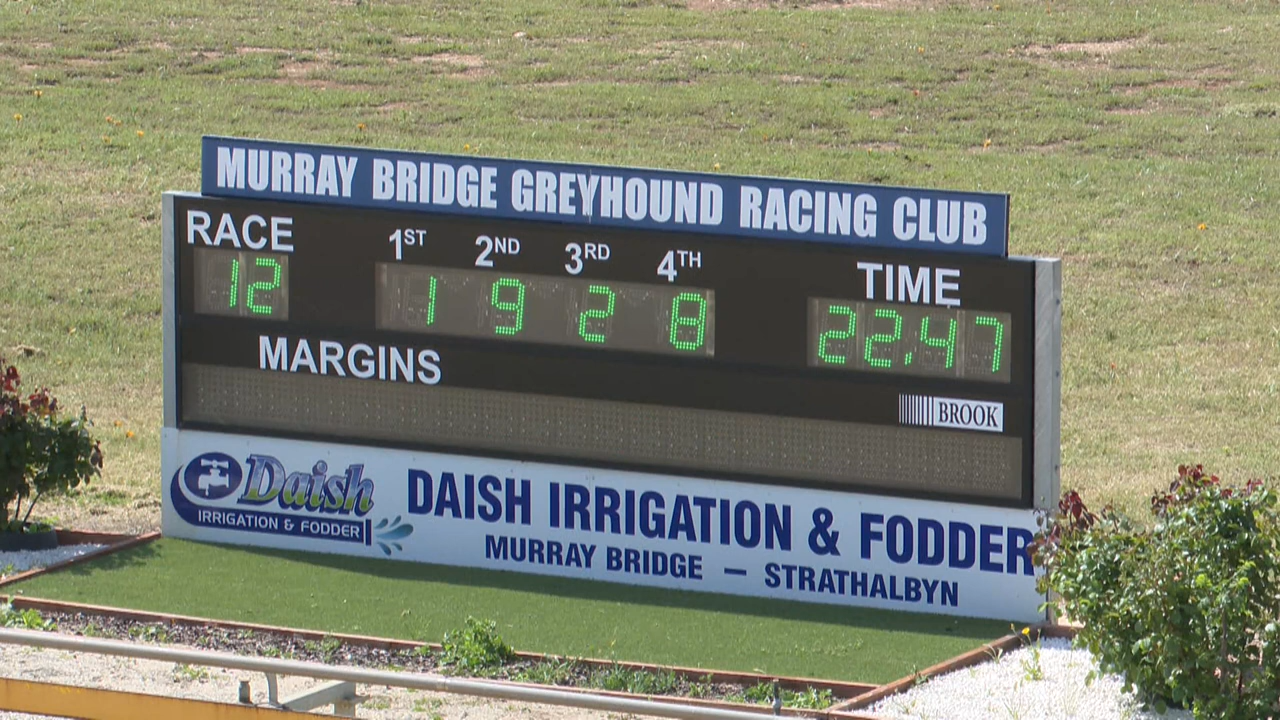 MURRAY BRIDGE GREYHOUND RACING CLUB
RACE 1ST 2ND 3RD 4TH TIME
12 1 9 2 8 22.47
MARGINS
BROOK
Daish
IRRIGATION & FODDER
DAISH IRRIGATION & FODDER
MURRAY BRIDGE – STRATHALBYN